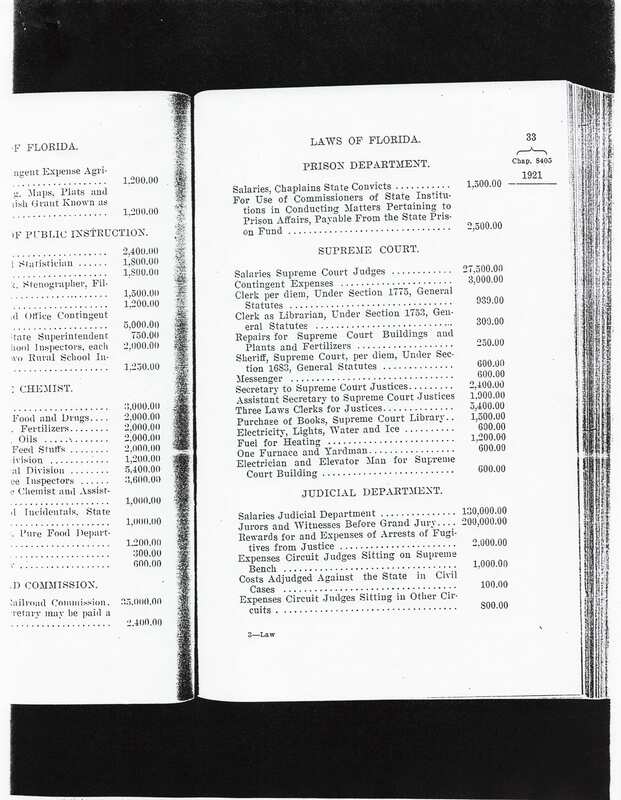 F FLORIDA.
ngent Expense Agri-
1,200.00
g, Maps, Plats and
ish Grant Known as
1,200.00
OF PUBLIC INSTRUCTION.
2,400.00
Statistician ...... 1,800.00
1,800.00
, Stenographer, Fil-
1,500.00
1,200.00
d Office Contingent
5,000.00
State Superintendent 750.00
hool Inspectors, each 2,000.00
wo Rural School In-
1,250.00
CHEMIST.
3,000.00
Food and Drugs.... 2,000.00
Fertilizers........ 2,000.00
Oils ............ 2,000.00
Feed Stuffs ........ 2,000.00
ivision ........... 1,200.00
al Division ........ 5,400.00
ee Inspectors ...... 3,600.00
e Chemist and Assist-
1,000.00
d Incidentals, State
1,000.00
Pure Food Depart-
1,200.00
300.00
600.00
D COMMISSION.
Railroad Commission. 35,000.00
retary may be paid a
2,400.00
LAWS OF FLORIDA. 33
Chap. 8405
1921
PRISON DEPARTMENT.
Salaries, Chaplains State Convicts ........... 1,500.00
For Use of Commissioners of State Institu-
tions in Conducting Matters Pertaining to
Prison Affairs, Payable From the State Pris-
on Fund ................................ 2,500.00
SUPREME COURT.
Salaries Supreme Court Judges ............ 27,500.00
Contingent Expenses ..................... 3,000.00
Clerk per diem, Under Section 1775, General
Statutes ............................... 939.00
Clerk as Librarian, Under Section 1753, Gen-
eral Statutes .......................... 300.00
Repairs for Supreme Court Buildings and
Plants and Fertilizers .................. 250.00
Sheriff, Supreme Court, per diem, Under Sec-
tion 1683, General Statutes ............. 600.00
Messenger .............................. 600.00
Secretary to Supreme Court Justices......... 2,400.00
Assistant Secretary to Supreme Court Justices 1,900.00
Three Laws Clerks for Justices.............. 5,400.00
Purchase of Books, Supreme Court Library.. 1,500.00
Electricity, Lights, Water and Ice .......... 600.00
Fuel for Heating ........................ 1,200.00
One Furnace and Yardman................ 600.00
Electrician and Elevator Man for Supreme
Court Building ......................... 600.00
JUDICIAL DEPARTMENT.
Salaries Judicial Department .............. 130,000.00
Jurors and Witnesses Before Grand Jury.... 200,000.00
Rewards for and Expenses of Arrests of Fugi-
tives from Justice ...................... 2,000.00
Expenses Circuit Judges Sitting on Supreme
Bench ................................ 1,000.00
Costs Adjudged Against the State in Civil
Cases ................................. 100.00
Expenses Circuit Judges Sitting in Other Cir-
cuits .................................. 800.00
3—Law